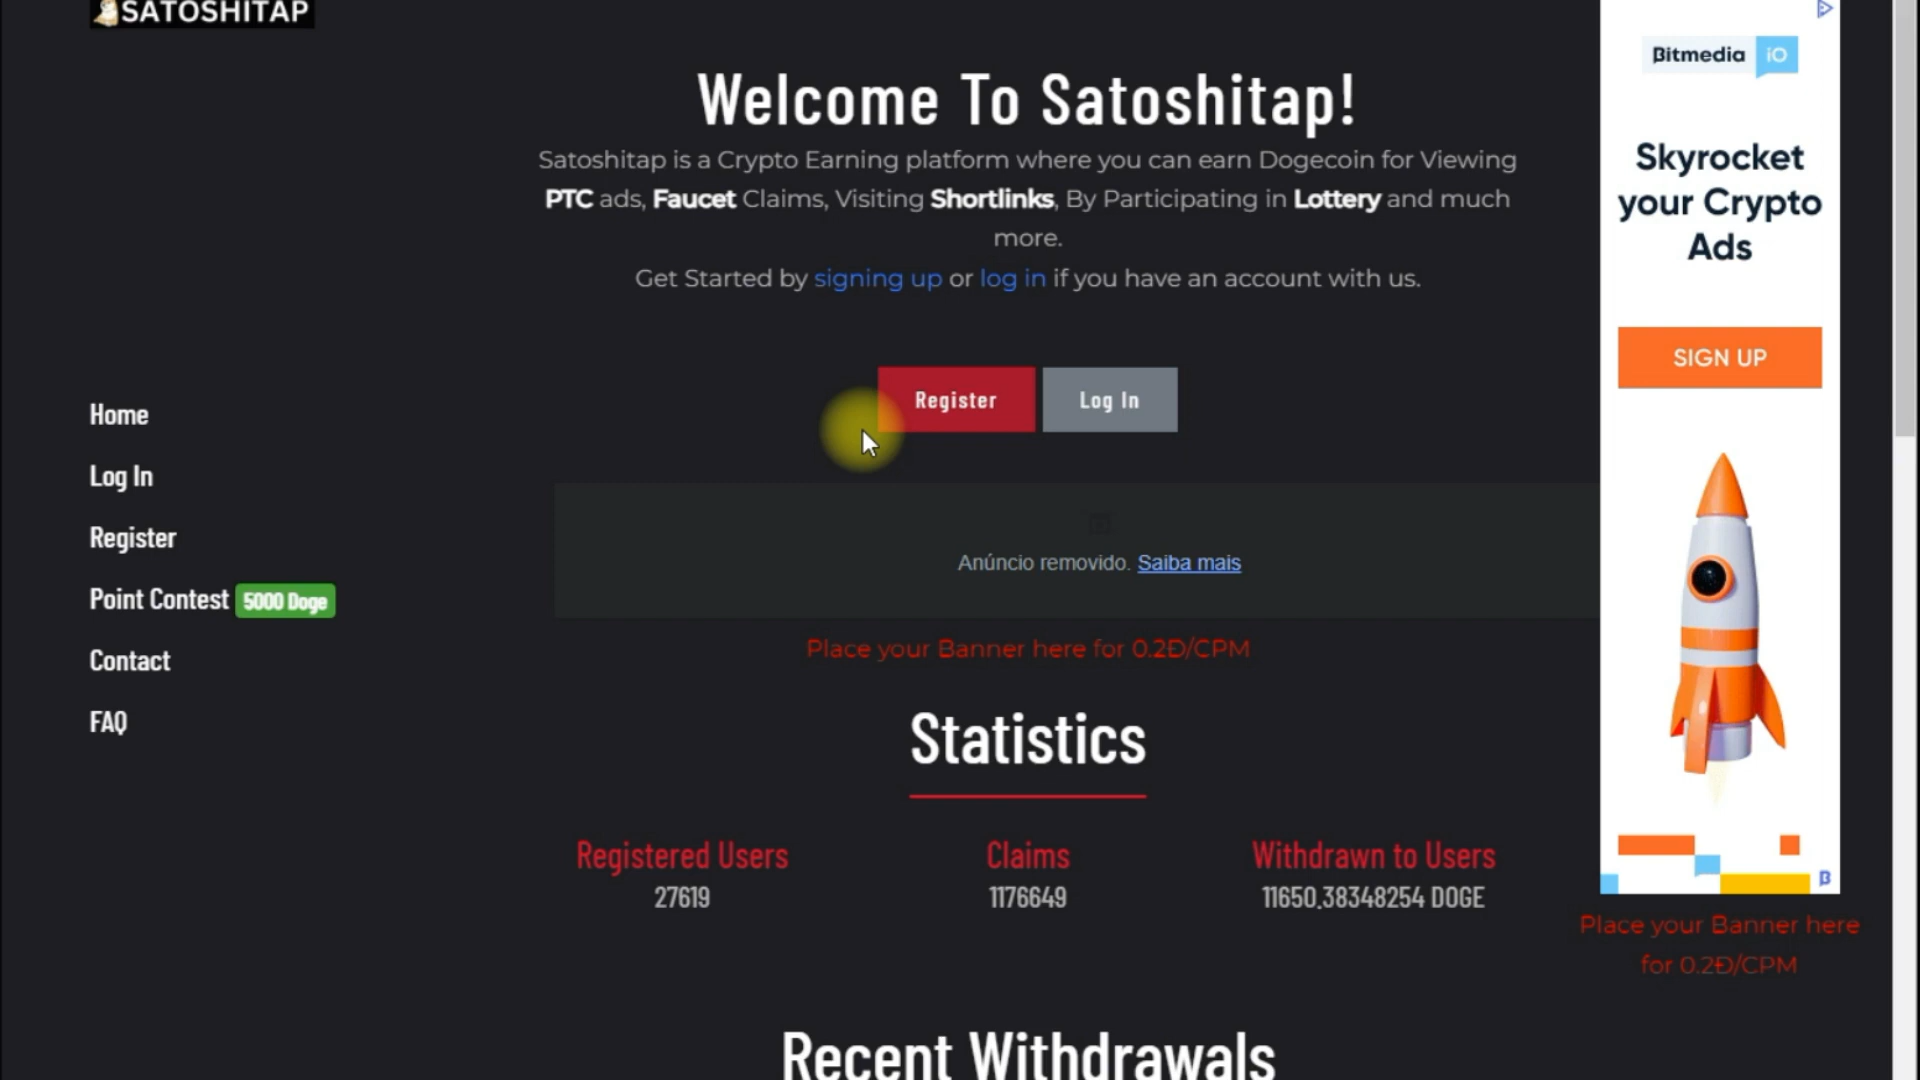 SATOSHITAP
Welcome To Satoshitap!
Satoshitap is a Crypto Earning platform where you can earn Dogecoin for Viewing
PTC ads, Faucet Claims, Visiting Shortlinks, By Participating in Lottery and much
more.
Get Started by signing up or log in if you have an account with us.
Register
Log In
Home
Log In
Register
Point Contest 5000 Doge
Contact
FAQ
Anúncio removido. Saiba mais
Place your Banner here for 0.2Ð/CPM
Statistics
Registered Users
27619
Claims
1176649
Withdrawn to Users
11650.38348254 DOGE
Recent Withdrawals
Bitmedia iO
Skyrocket
your Crypto
Ads
SIGN UP
Place your Banner here
for 0.2Ð/CPM